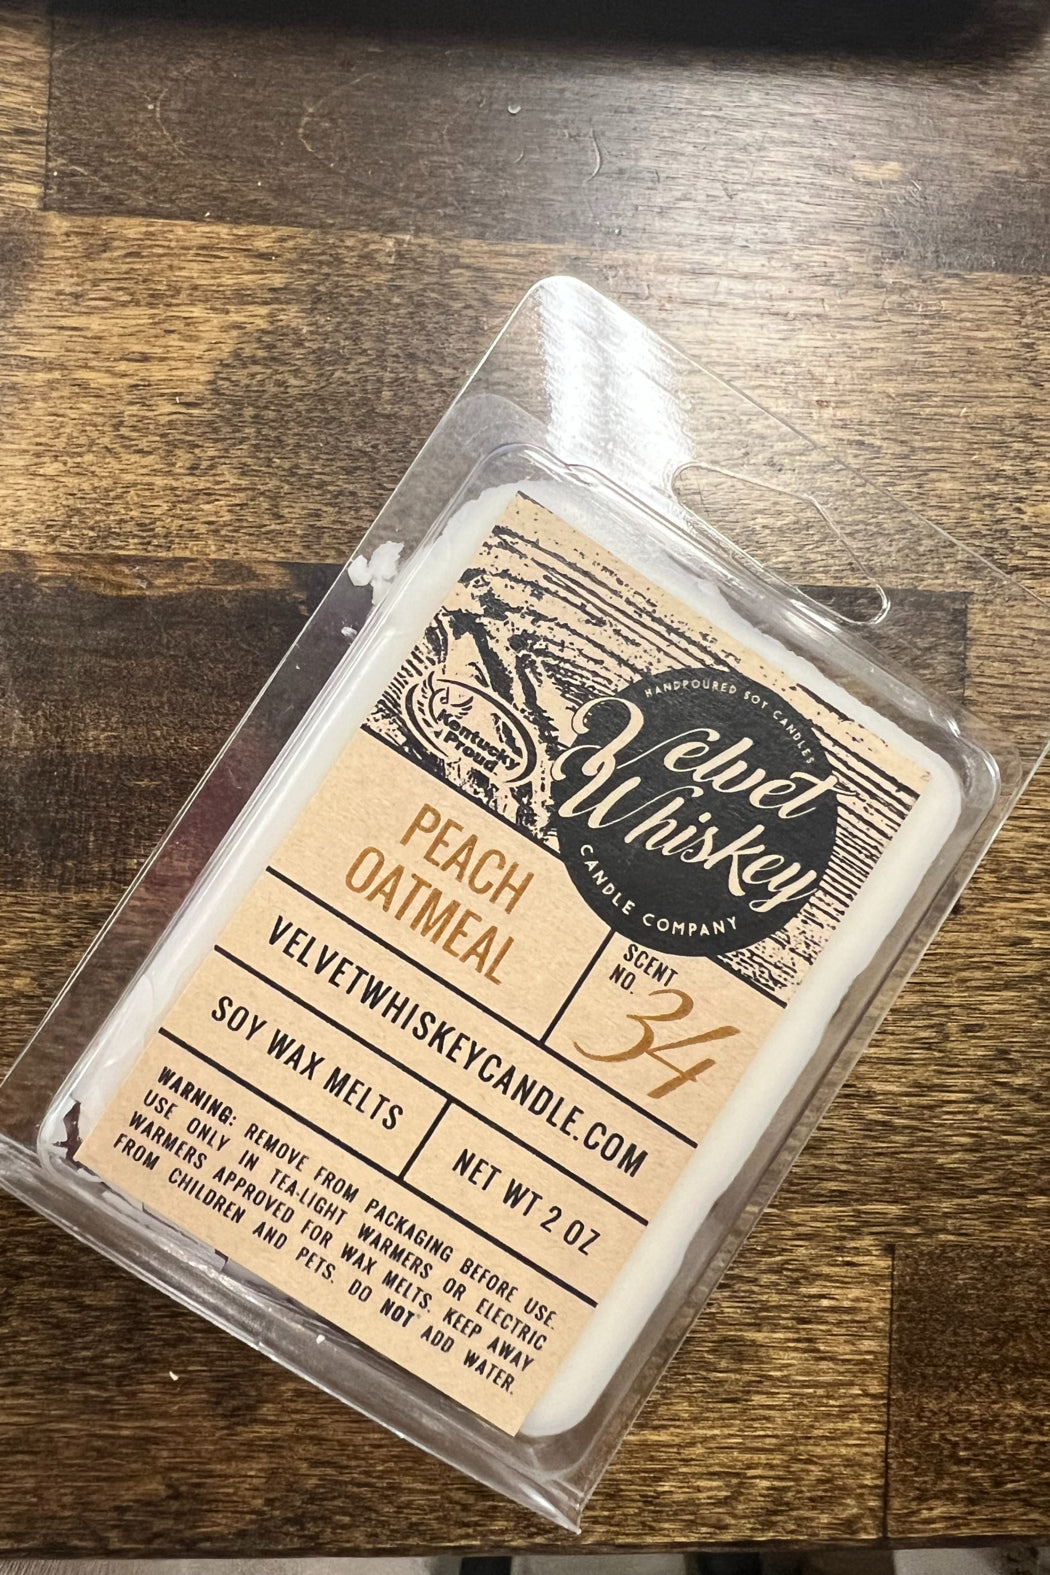 HANDPOURED SOY CANDLES
Velvet
Whiskey
CANDLE COMPANY
Kentucky
Proud
PEACH
OATMEAL
SCENT
NO. 34
VELVETWHISKEYCANDLE.COM
SOY WAX MELTS
NET WT 2 OZ
WARNING: REMOVE FROM PACKAGING BEFORE USE.
USE ONLY IN TEA-LIGHT WARMERS OR ELECTRIC
WARMERS APPROVED FOR WAX MELTS. KEEP AWAY
FROM CHILDREN AND PETS. DO NOT ADD WATER.